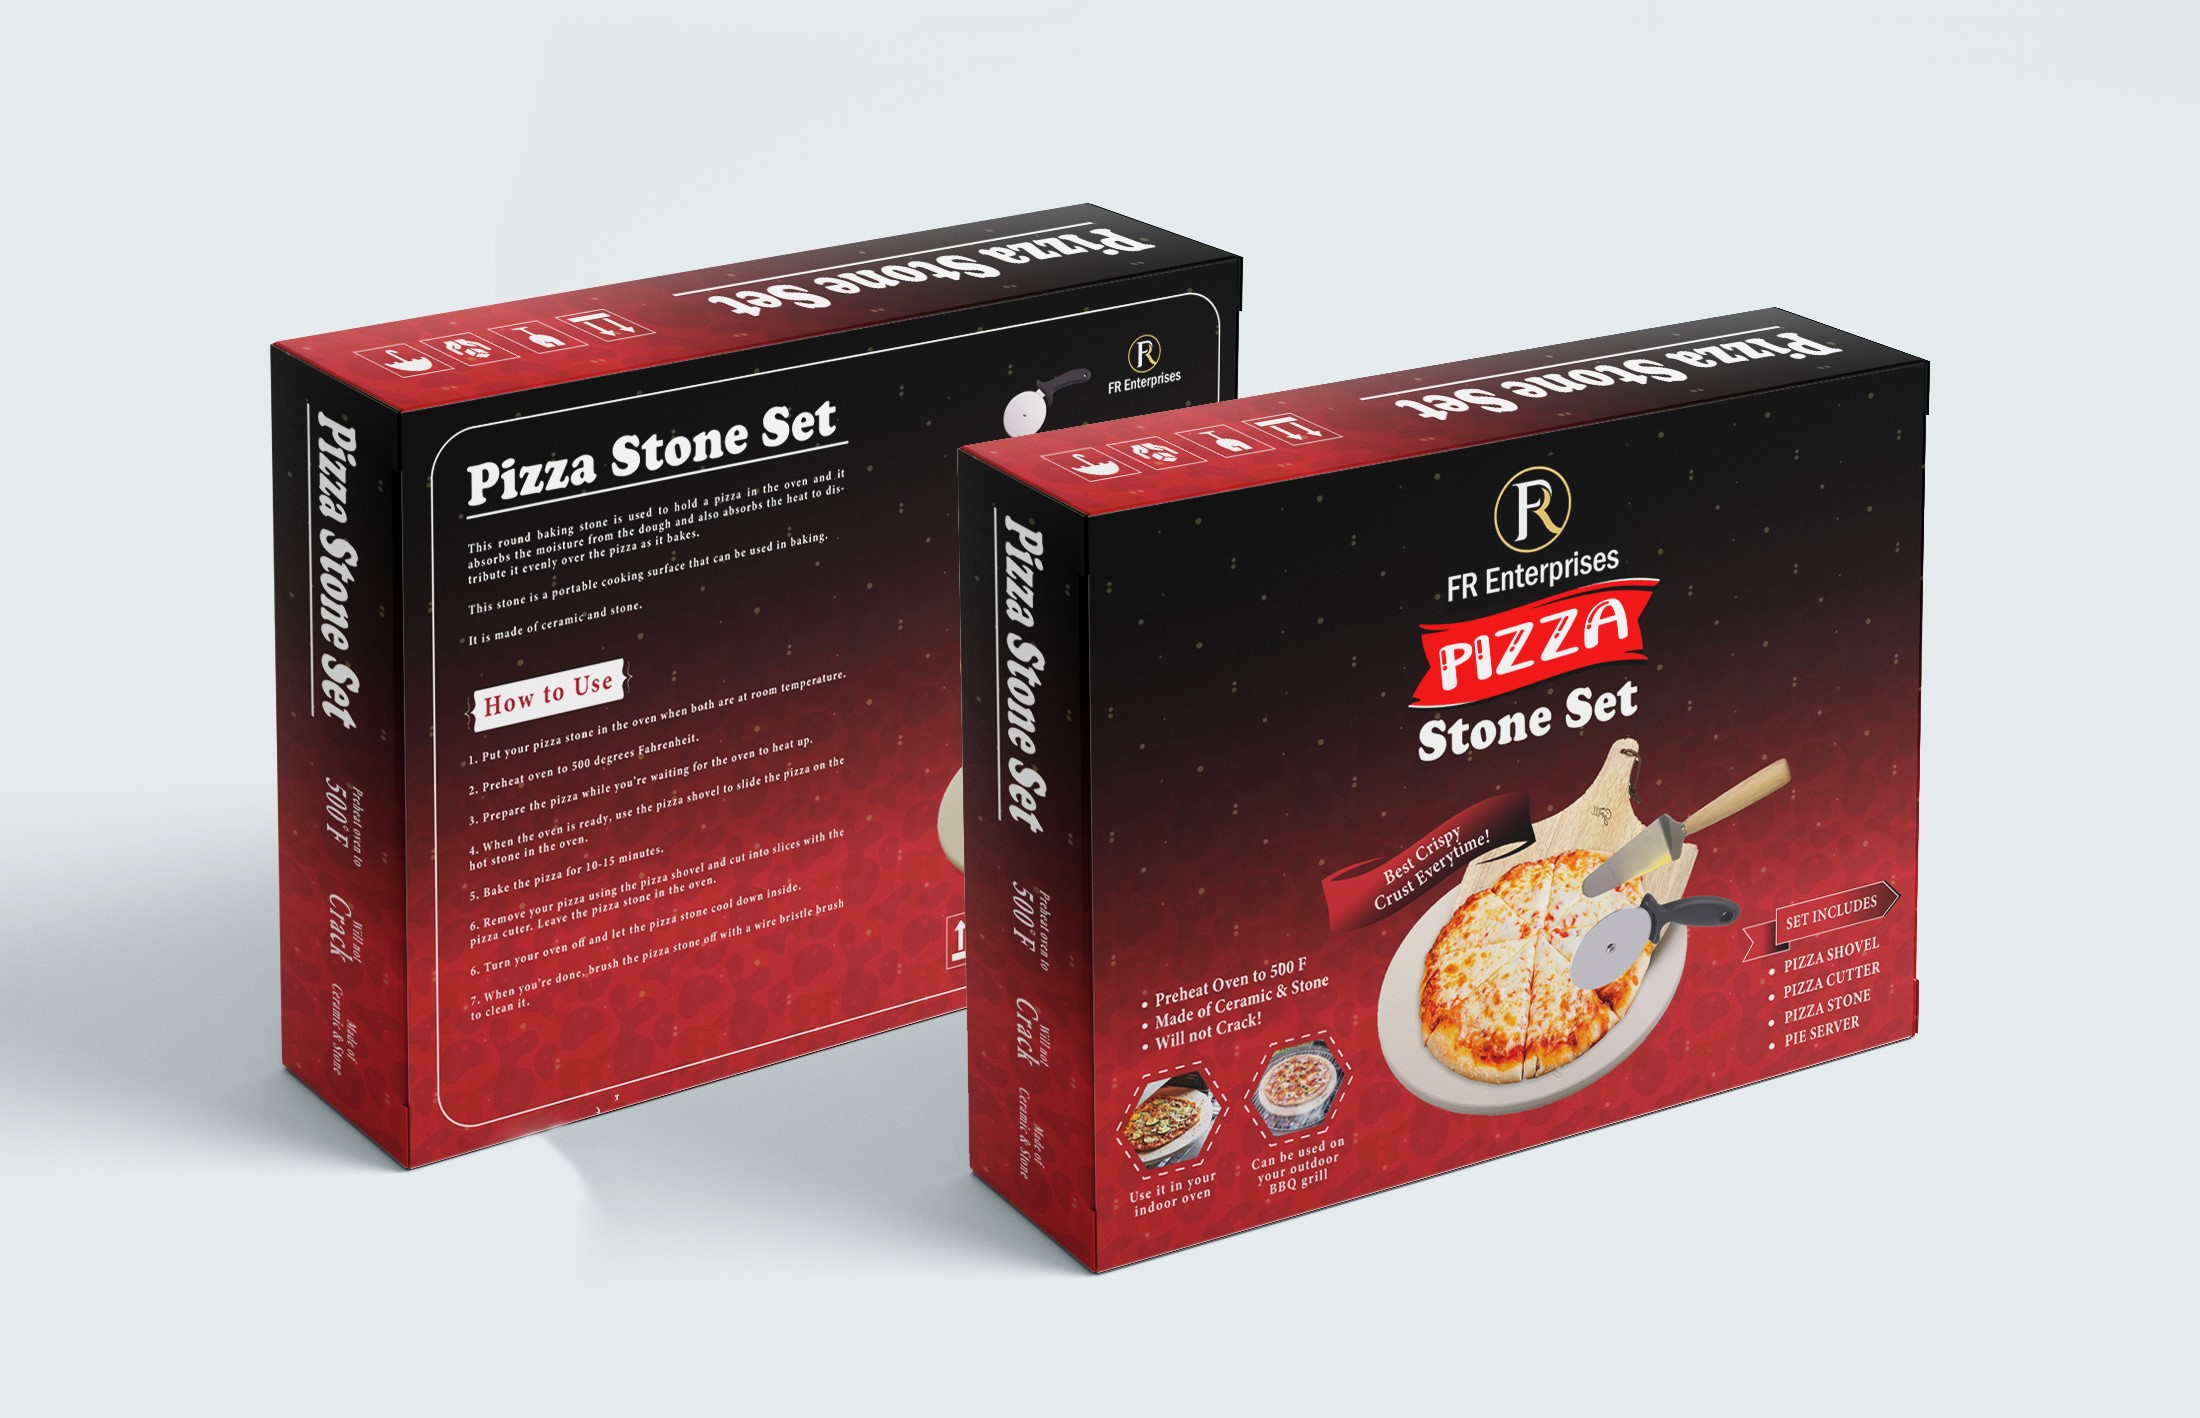 Pizza Stone Set
Pizza Stone Set
Preheat oven to
500°F
Will not
Crack
Made of
Ceramic & Stone
FR Enterprises
Pizza Stone Set
This round baking stone is used to hold a pizza in the oven and it
absorbs the moisture from the dough and also absorbs the heat to dis-
tribute it evenly over the pizza as it bakes.
This stone is a portable cooking surface that can be used in baking.
It is made of ceramic and stone.
How to Use
1. Put your pizza stone in the oven when both are at room temperature.
2. Preheat oven to 500 degrees Fahrenheit.
3. Prepare the pizza while you're waiting for the oven to heat up.
4. When the oven is ready, use the pizza shovel to slide the pizza on the
hot stone in the oven.
5. Bake the pizza for 10-15 minutes.
6. Remove your pizza using the pizza shovel and cut into slices with the
pizza cuter. Leave the pizza stone in the oven.
6. Turn your oven off and let the pizza stone cool down inside.
7. When you're done, brush the pizza stone off with a wire bristle brush
to clean it.
Pizza Stone Set
Pizza Stone Set
Preheat oven to
500°F
Will not
Crack
Made of
Ceramic & Stone
FR
FR Enterprises
PIZZA
Stone Set
Best Crispy
Crust Everytime!
• Preheat Oven to 500 F
• Made of Ceramic & Stone
• Will not Crack!
Use it in your
indoor oven
Can be used on
your outdoor
BBQ grill
SET INCLUDES
• PIZZA SHOVEL
• PIZZA CUTTER
• PIZZA STONE
• PIE SERVER